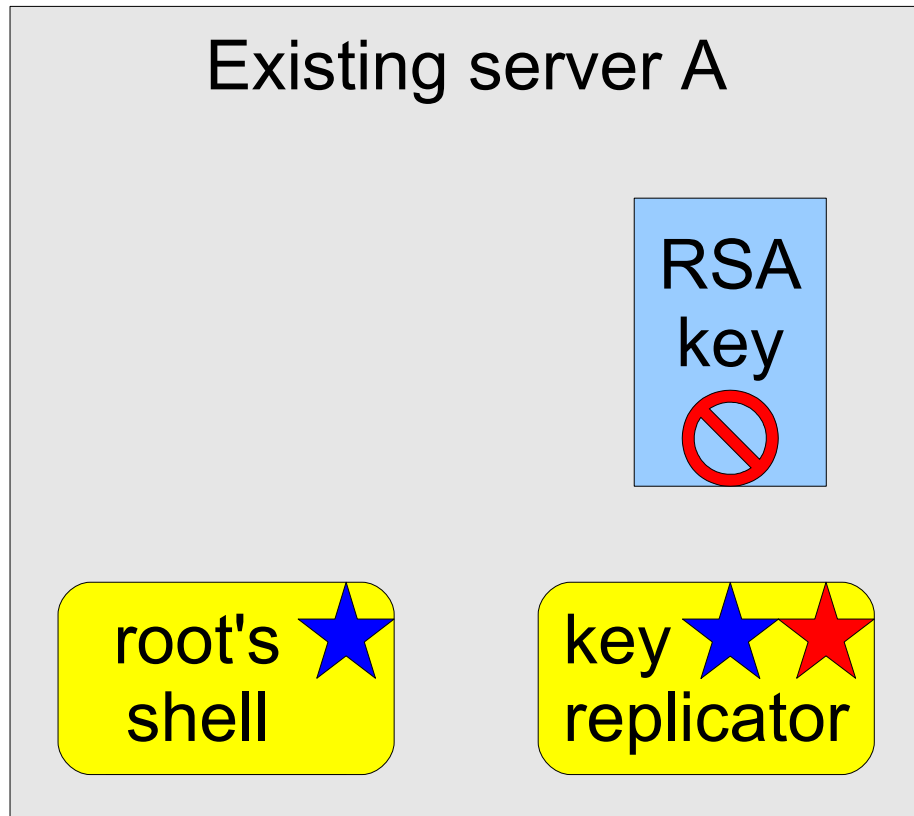 Existing server A
RSA
key
root's
shell
key
replicator